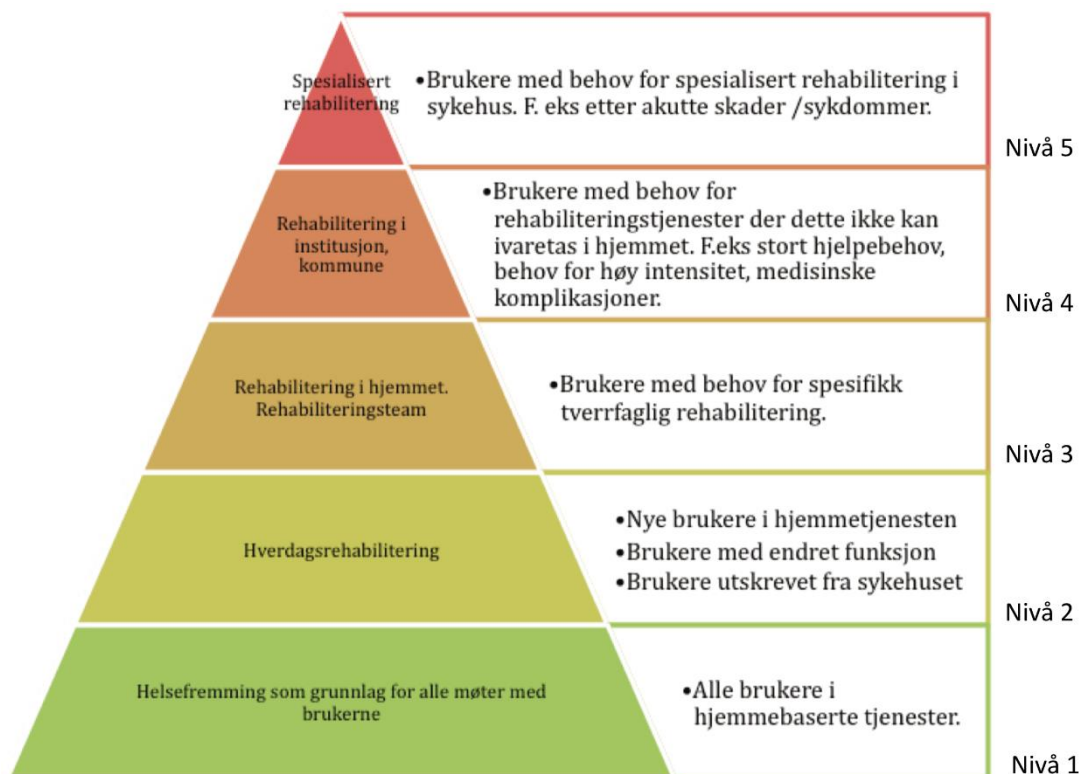 Spesialisert
rehabilitering
•Brukere med behov for spesialisert rehabilitering i
sykehus. F. eks etter akutte skader /sykdommer.
Nivå 5
Rehabilitering i
institusjon,
kommune
•Brukere med behov for
rehabiliteringstjenester der dette ikke kan
ivaretas i hjemmet. F.eks stort hjelpebehov,
behov for høy intensitet, medisinske
komplikasjoner.
Nivå 4
Rehabilitering i hjemmet.
Rehabiliteringsteam
•Brukere med behov for spesifikk
tverrfaglig rehabilitering.
Nivå 3
Hverdagsrehabilitering
•Nye brukere i hjemmetjenesten
•Brukere med endret funksjon
•Brukere utskrevet fra sykehuset
Nivå 2
Helsefremming som grunnlag for alle møter med
brukerne
•Alle brukere i
hjemmebaserte tjenester.
Nivå 1